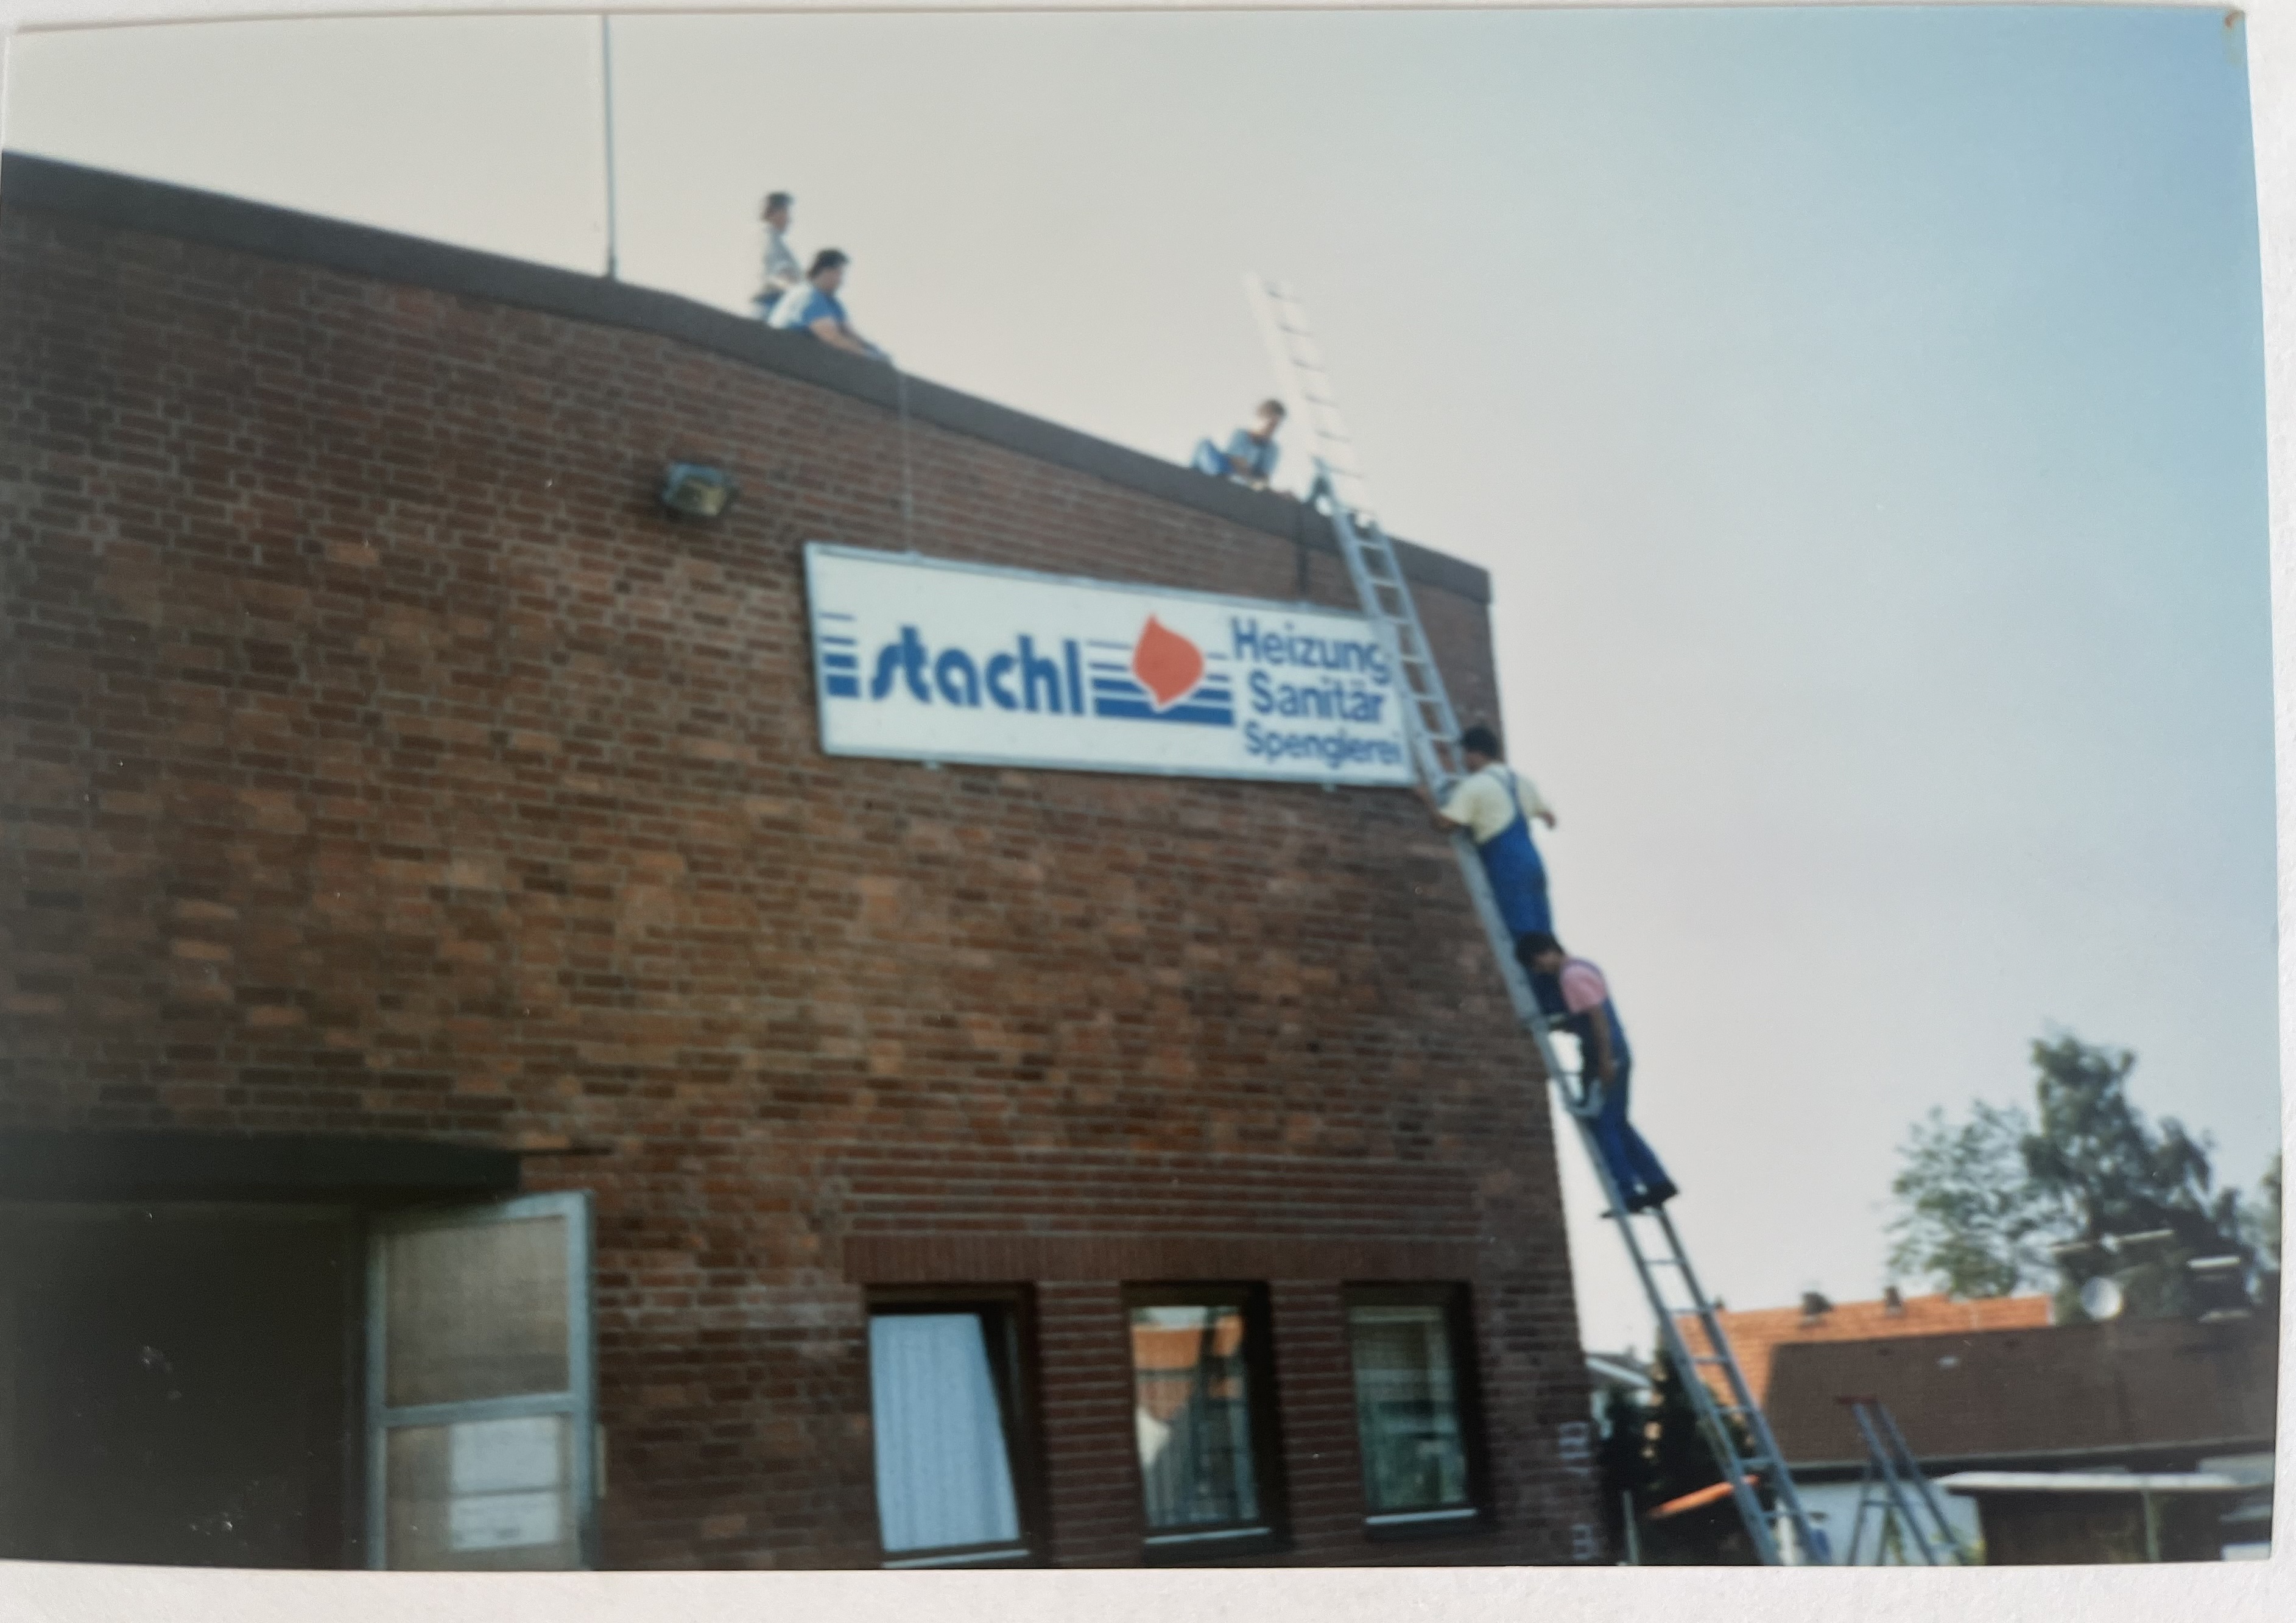 stachl
Heizung
Sanitär
Spenglerei